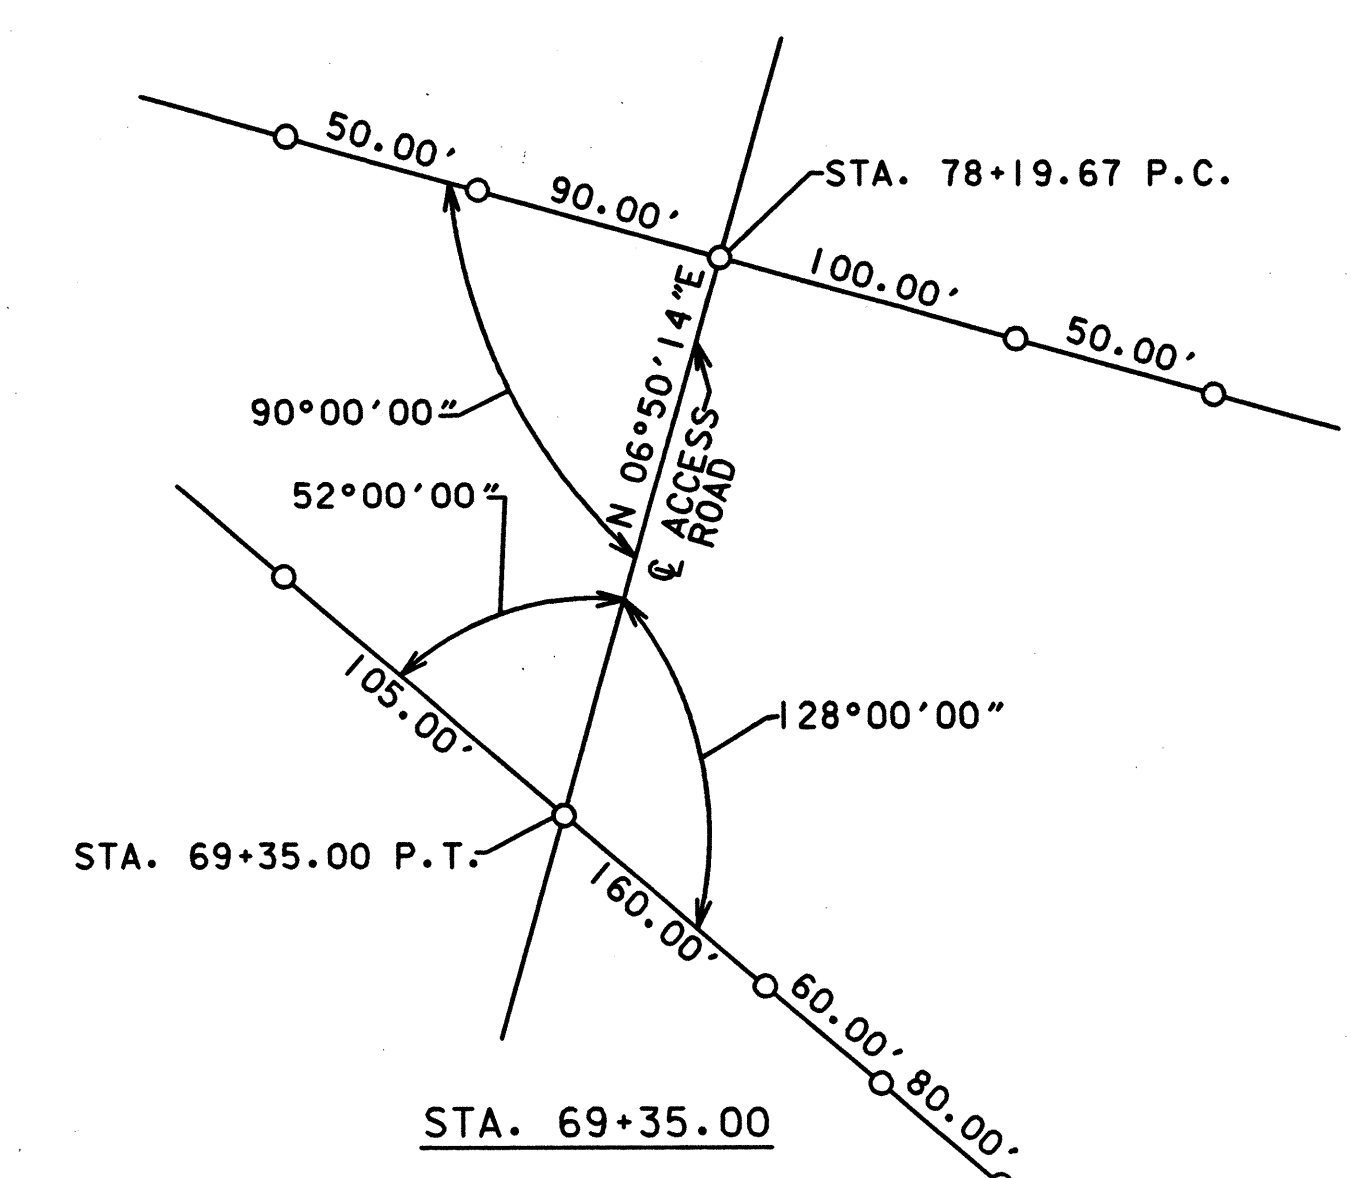 50.00'
90.00'
STA. 78+19.67 P.C.
100.00'
50.00'
N 06°50'14"E
℄ ACCESS
ROAD
90°00'00"
52°00'00"
105.00'
128°00'00"
STA. 69+35.00 P.T.
160.00'
60.00'
80.00'
STA. 69+35.00